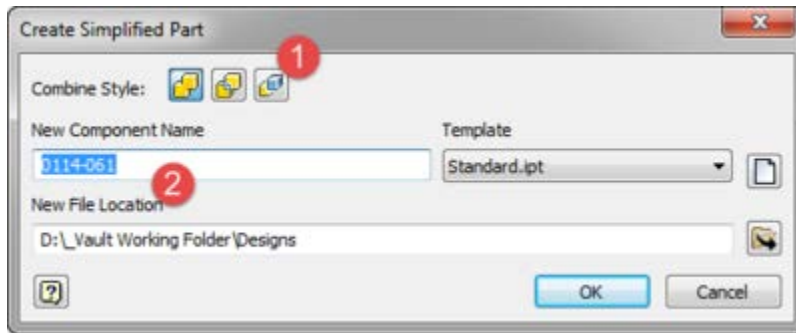 Create Simplified Part
1
Combine Style:
New Component Name Template
0114-061 Standard.ipt
2
New File Location
D:\_Vault Working Folder\Designs
? OK Cancel